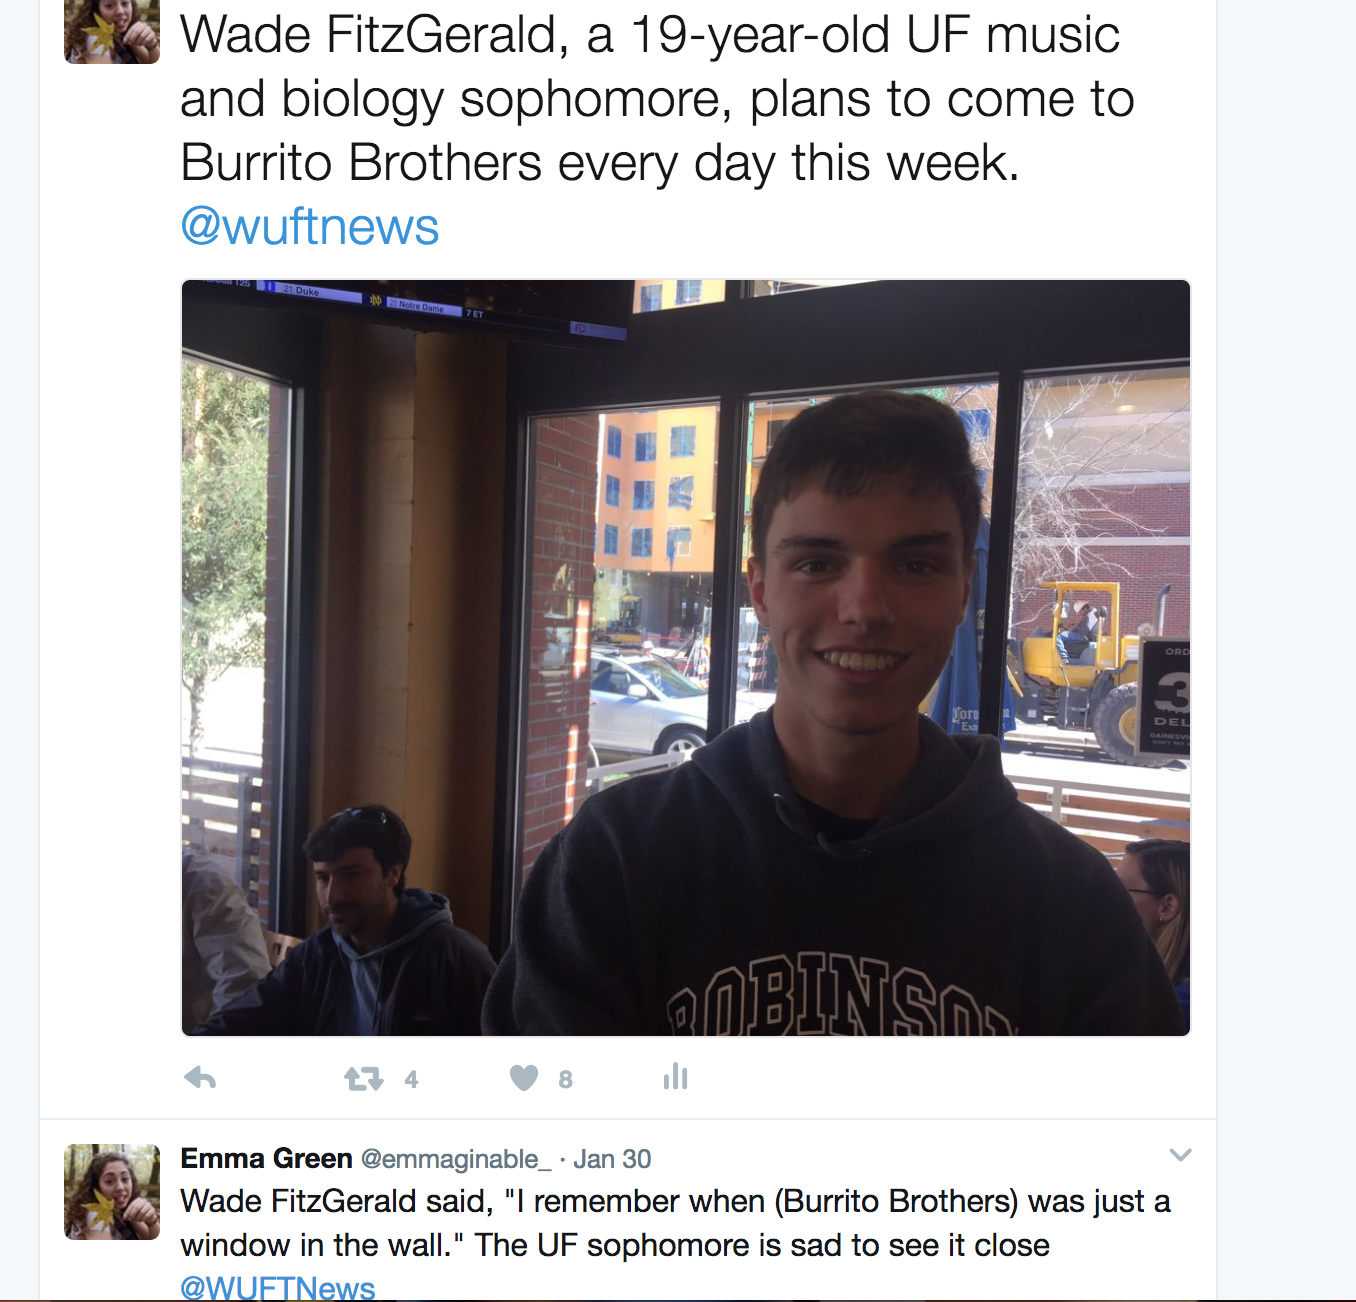 Wade FitzGerald, a 19-year-old UF music
and biology sophomore, plans to come to
Burrito Brothers every day this week.
@wuftnews
21 Duke
20 Notre Dame
7 ET
Corona
Extra
ORD
3
DEL
GAINESVI
ROBINSON
4
8
Emma Green @emmaginable_ · Jan 30
Wade FitzGerald said, "I remember when (Burrito Brothers) was just a
window in the wall." The UF sophomore is sad to see it close
@WUFTNews